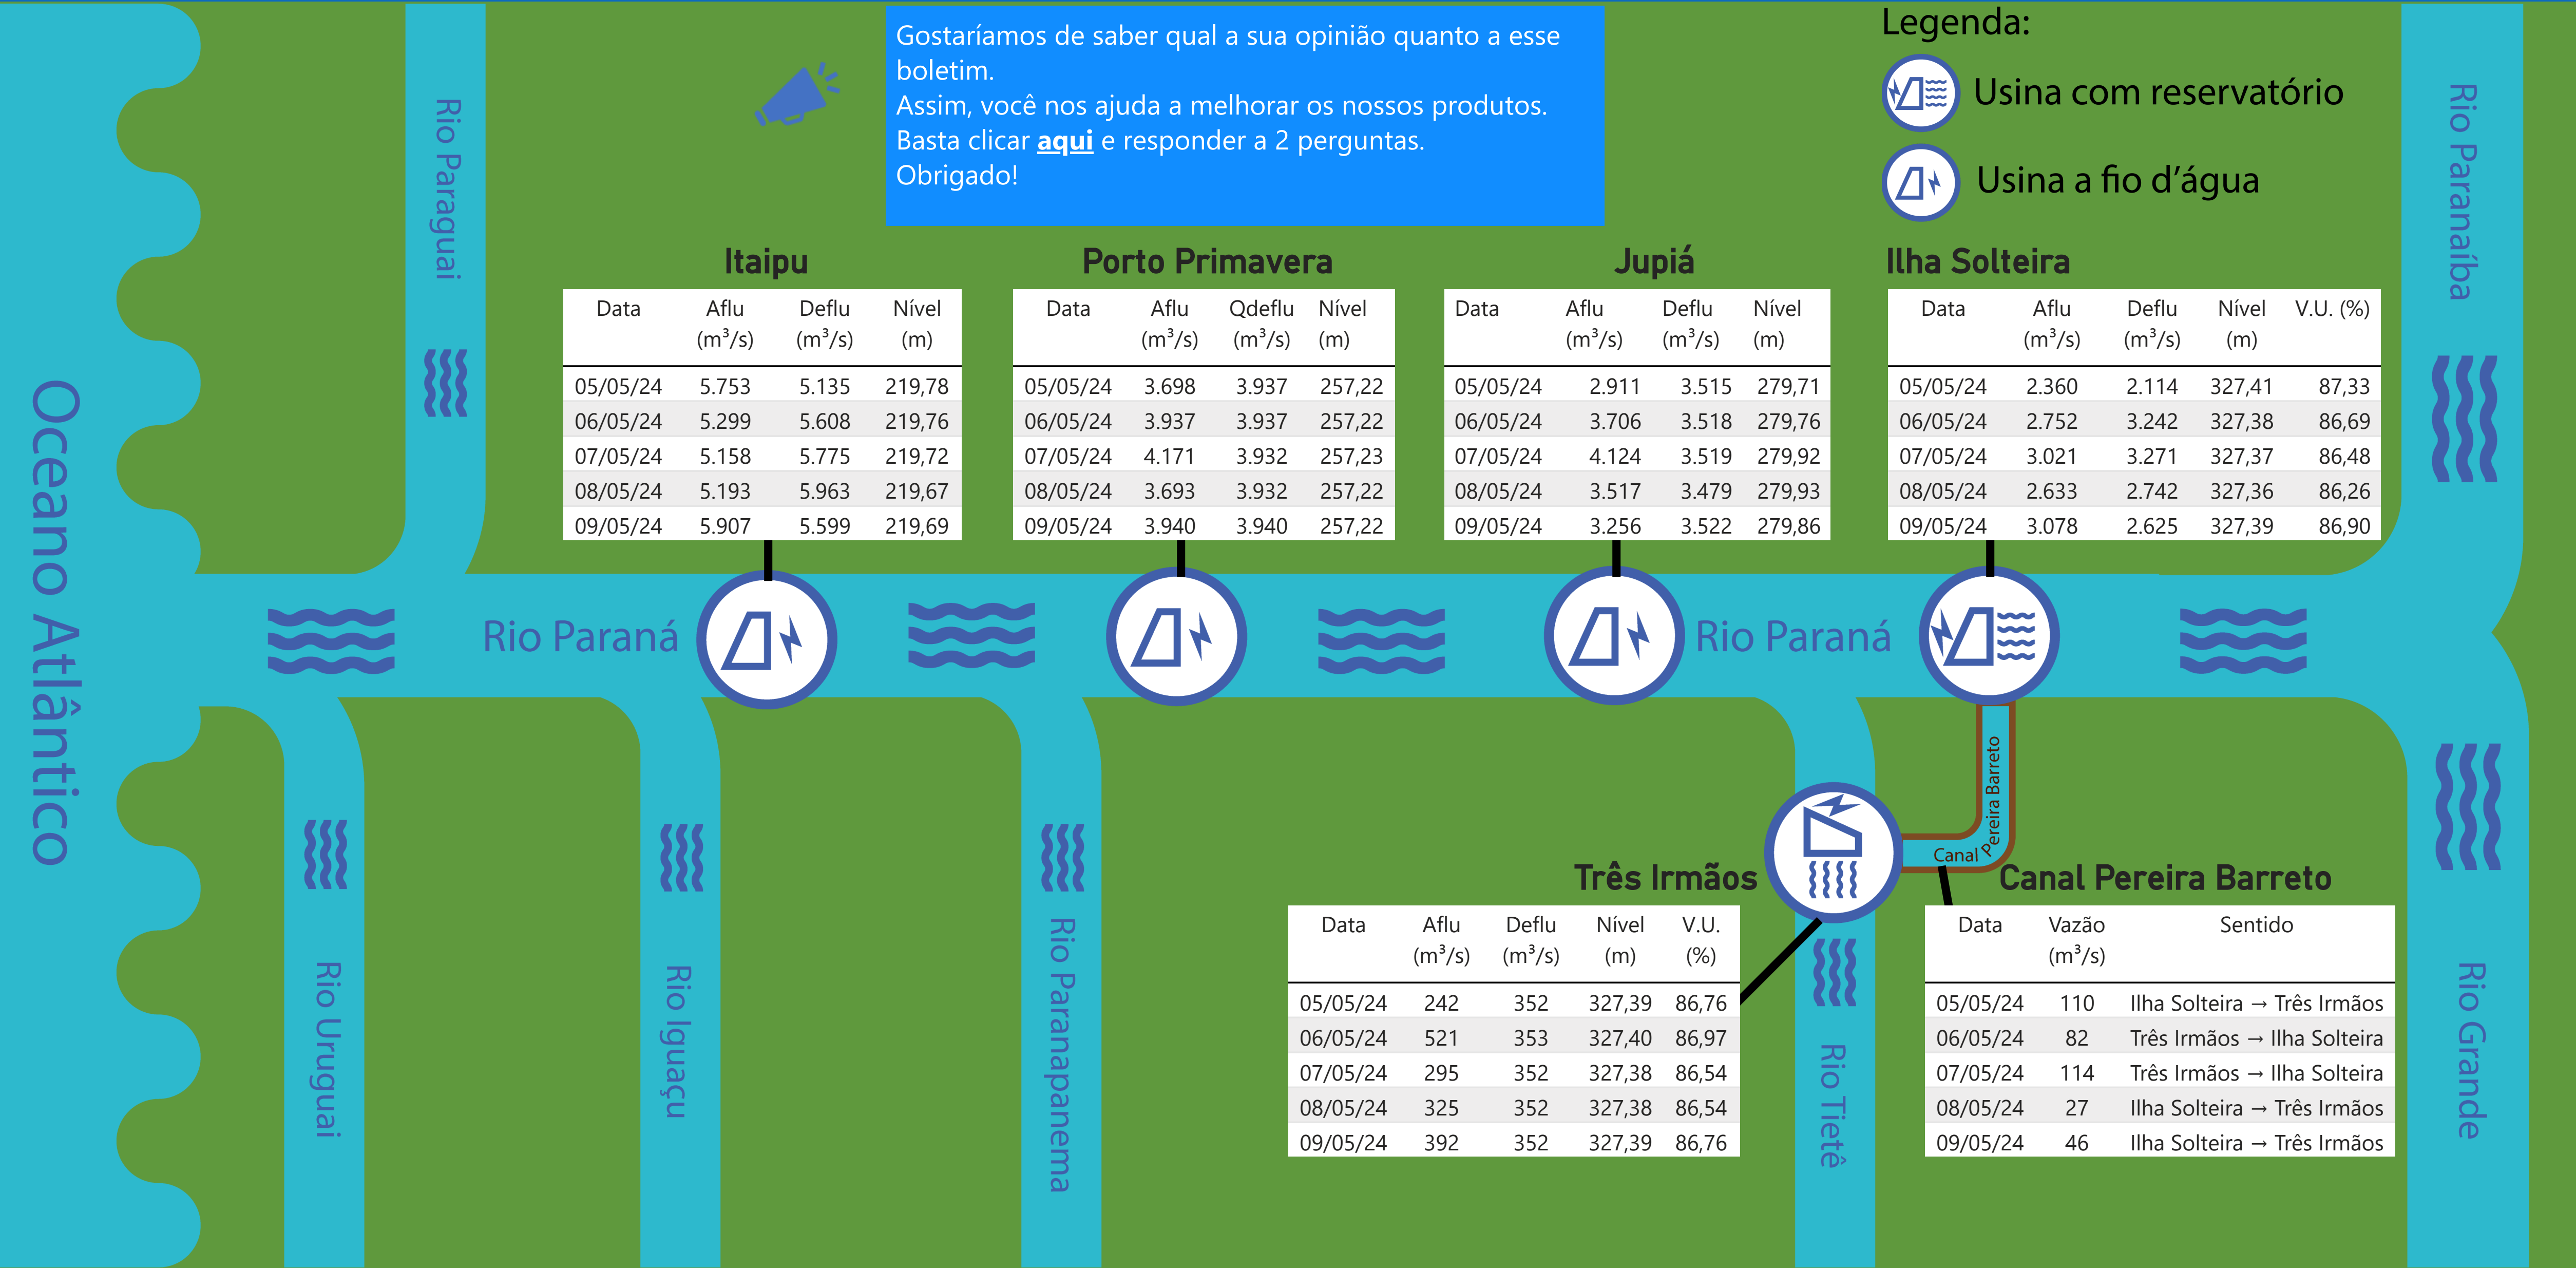 Gostaríamos de saber qual a sua opinião quanto a esse
boletim.
Assim, você nos ajuda a melhorar os nossos produtos.
Basta clicar aqui e responder a 2 perguntas.
Obrigado!
Legenda:
Usina com reservatório
Usina a fio d’água
Rio Paraguai
Rio Paranaíba
Oceano Atlântico
Itaipu
Data Aflu Deflu Nível
(m³/s) (m³/s) (m)
05/05/24 5.753 5.135 219,78
06/05/24 5.299 5.608 219,76
07/05/24 5.158 5.775 219,72
08/05/24 5.193 5.963 219,67
09/05/24 5.907 5.599 219,69
Porto Primavera
Data Aflu Qdeflu Nível
(m³/s) (m³/s) (m)
05/05/24 3.698 3.937 257,22
06/05/24 3.937 3.937 257,22
07/05/24 4.171 3.932 257,23
08/05/24 3.693 3.932 257,22
09/05/24 3.940 3.940 257,22
Jupiá
Data Aflu Deflu Nível
(m³/s) (m³/s) (m)
05/05/24 2.911 3.515 279,71
06/05/24 3.706 3.518 279,76
07/05/24 4.124 3.519 279,92
08/05/24 3.517 3.479 279,93
09/05/24 3.256 3.522 279,86
Ilha Solteira
Data Aflu Deflu Nível V.U. (%)
(m³/s) (m³/s) (m)
05/05/24 2.360 2.114 327,41 87,33
06/05/24 2.752 3.242 327,38 86,69
07/05/24 3.021 3.271 327,37 86,48
08/05/24 2.633 2.742 327,36 86,26
09/05/24 3.078 2.625 327,39 86,90
Rio Paraná
Rio Paraná
Canal Pereira Barreto
Três Irmãos
Data Aflu Deflu Nível V.U.
(m³/s) (m³/s) (m) (%)
05/05/24 242 352 327,39 86,76
06/05/24 521 353 327,40 86,97
07/05/24 295 352 327,38 86,54
08/05/24 325 352 327,38 86,54
09/05/24 392 352 327,39 86,76
Canal Pereira Barreto
Data Vazão Sentido
(m³/s)
05/05/24 110 Ilha Solteira → Três Irmãos
06/05/24 82 Três Irmãos → Ilha Solteira
07/05/24 114 Três Irmãos → Ilha Solteira
08/05/24 27 Ilha Solteira → Três Irmãos
09/05/24 46 Ilha Solteira → Três Irmãos
Rio Uruguai
Rio Iguaçu
Rio Paranapanema
Rio Tietê
Rio Grande